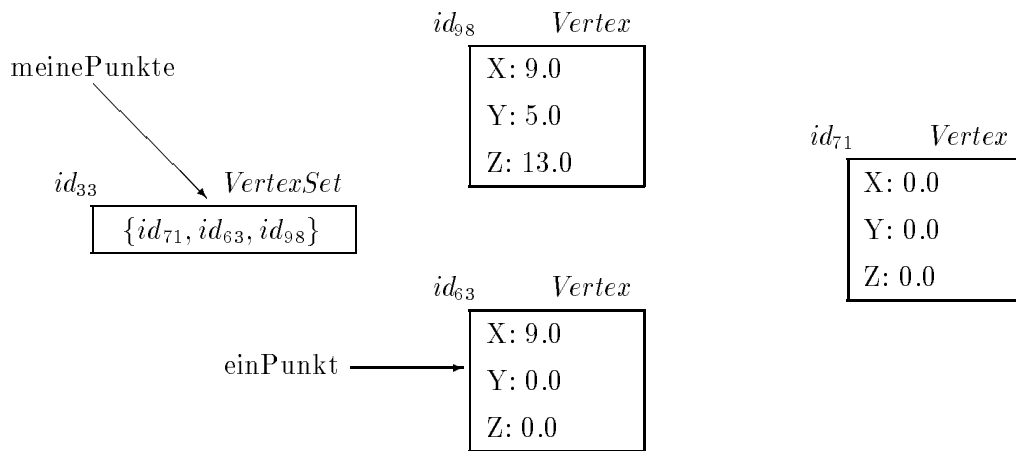 id₉₈ Vertex
X: 9.0
Y: 5.0
Z: 13.0
meinePunkte
id₃₃ VertexSet
{id₇₁, id₆₃, id₉₈}
id₇₁ Vertex
X: 0.0
Y: 0.0
Z: 0.0
id₆₃ Vertex
X: 9.0
Y: 0.0
Z: 0.0
einPunkt